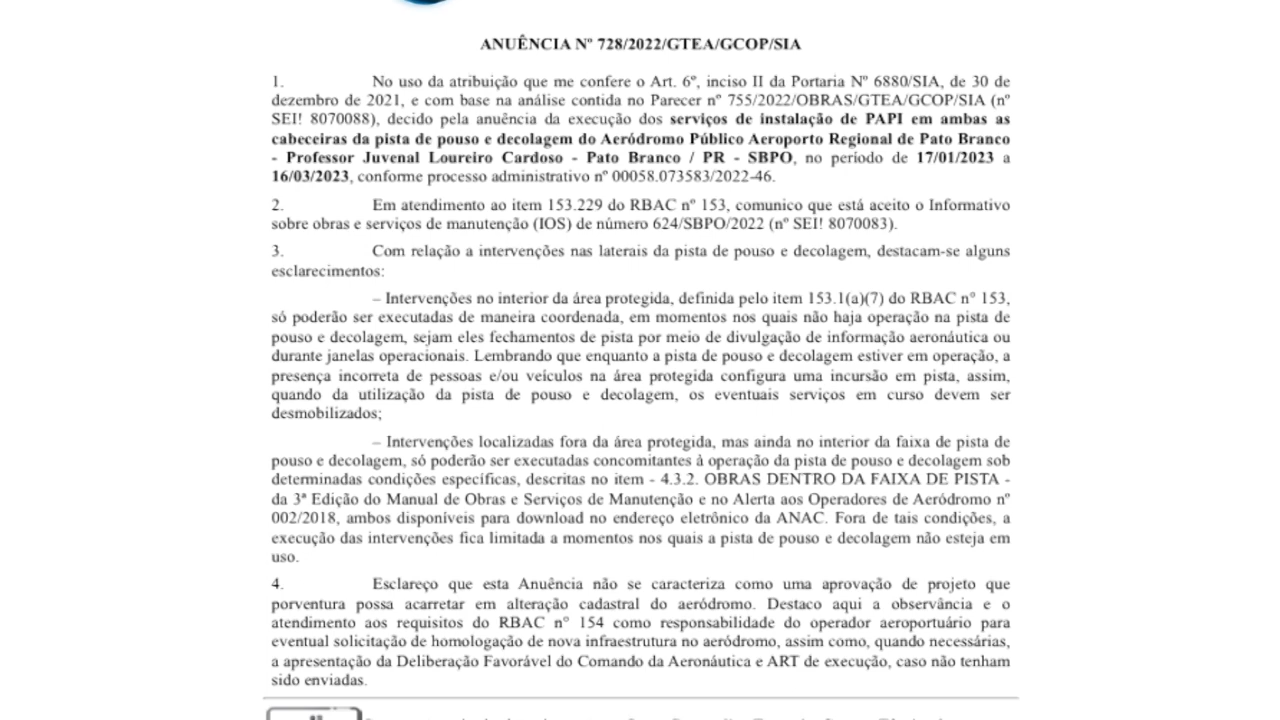 ANUÊNCIA Nº 728/2022/GTEA/GCOP/SIA
1. No uso da atribuição que me confere o Art. 6º, inciso II da Portaria Nº 6880/SIA, de 30 de
dezembro de 2021, e com base na análise contida no Parecer nº 755/2022/OBRAS/GTEA/GCOP/SIA (nº
SEI! 8070088), decido pela anuência da execução dos serviços de instalação de PAPI em ambas as
cabeceiras da pista de pouso e decolagem do Aeródromo Público Aeroporto Regional de Pato Branco
- Professor Juvenal Loureiro Cardoso - Pato Branco / PR - SBPO, no período de 17/01/2023 a
16/03/2023, conforme processo administrativo nº 00058.073583/2022-46.
2. Em atendimento ao item 153.229 do RBAC nº 153, comunico que está aceito o Informativo
sobre obras e serviços de manutenção (IOS) de número 624/SBPO/2022 (nº SEI! 8070083).
3. Com relação a intervenções nas laterais da pista de pouso e decolagem, destacam-se alguns
esclarecimentos:
– Intervenções no interior da área protegida, definida pelo item 153.1(a)(7) do RBAC nº 153,
só poderão ser executadas de maneira coordenada, em momentos nos quais não haja operação na pista de
pouso e decolagem, sejam eles fechamentos de pista por meio de divulgação de informação aeronáutica ou
durante janelas operacionais. Lembrando que enquanto a pista de pouso e decolagem estiver em operação, a
presença incorreta de pessoas e/ou veículos na área protegida configura uma incursão em pista, assim,
quando da utilização da pista de pouso e decolagem, os eventuais serviços em curso devem ser
desmobilizados;
– Intervenções localizadas fora da área protegida, mas ainda no interior da faixa de pista de
pouso e decolagem, só poderão ser executadas concomitantes à operação da pista de pouso e decolagem sob
determinadas condições específicas, descritas no item - 4.3.2. OBRAS DENTRO DA FAIXA DE PISTA -
da 3ª Edição do Manual de Obras e Serviços de Manutenção e no Alerta aos Operadores de Aeródromo nº
002/2018, ambos disponíveis para download no endereço eletrônico da ANAC. Fora de tais condições, a
execução das intervenções fica limitada a momentos nos quais a pista de pouso e decolagem não esteja em
uso.
4. Esclareço que esta Anuência não se caracteriza como uma aprovação de projeto que
porventura possa acarretar em alteração cadastral do aeródromo. Destaco aqui a observância e o
atendimento aos requisitos do RBAC nº 154 como responsabilidade do operador aeroportuário para
eventual solicitação de homologação de nova infraestrutura no aeródromo, assim como, quando necessárias,
a apresentação da Deliberação Favorável do Comando da Aeronáutica e ART de execução, caso não tenham
sido enviadas.